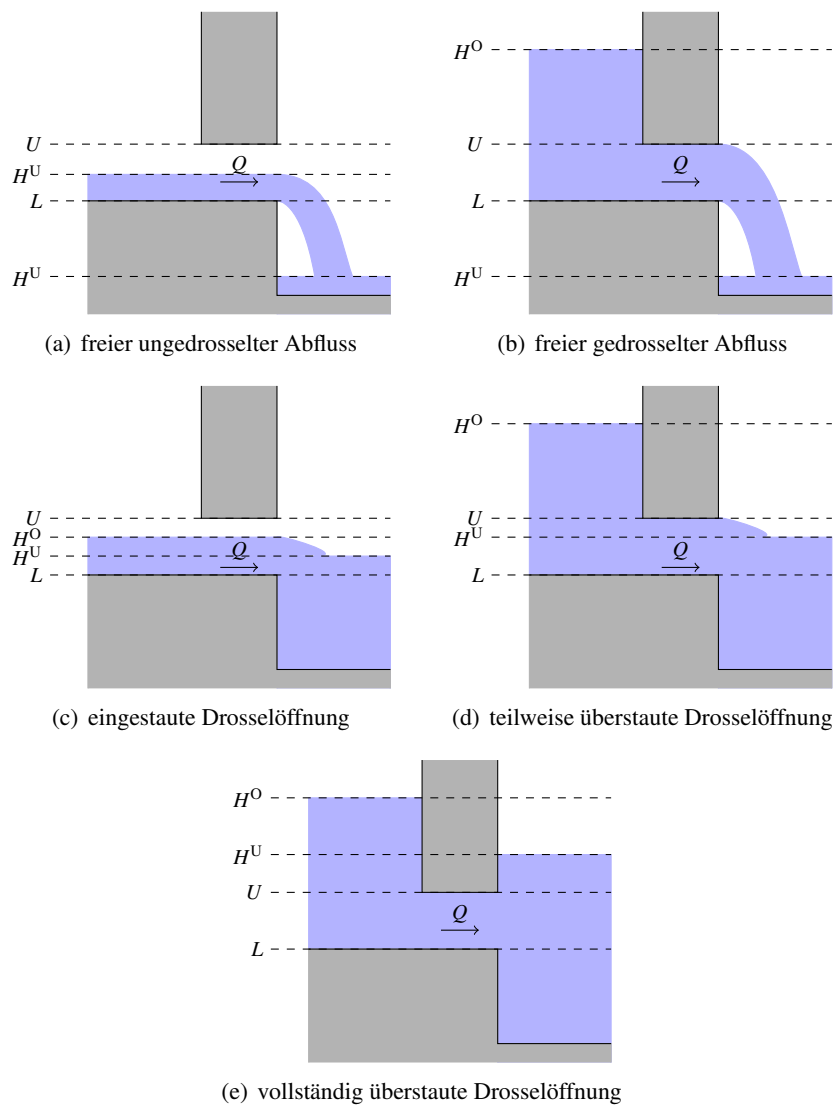 U
Q
H^U
L
H^U
(a) freier ungedrosselter Abfluss
H^O
U
Q
L
H^U
(b) freier gedrosselter Abfluss
U
H^O
Q
H^U
L
(c) eingestaute Drosselöffnung
H^O
U
H^U
Q
L
(d) teilweise überstaute Drosselöffnung
H^O
H^U
U
Q
L
(e) vollständig überstaute Drosselöffnung